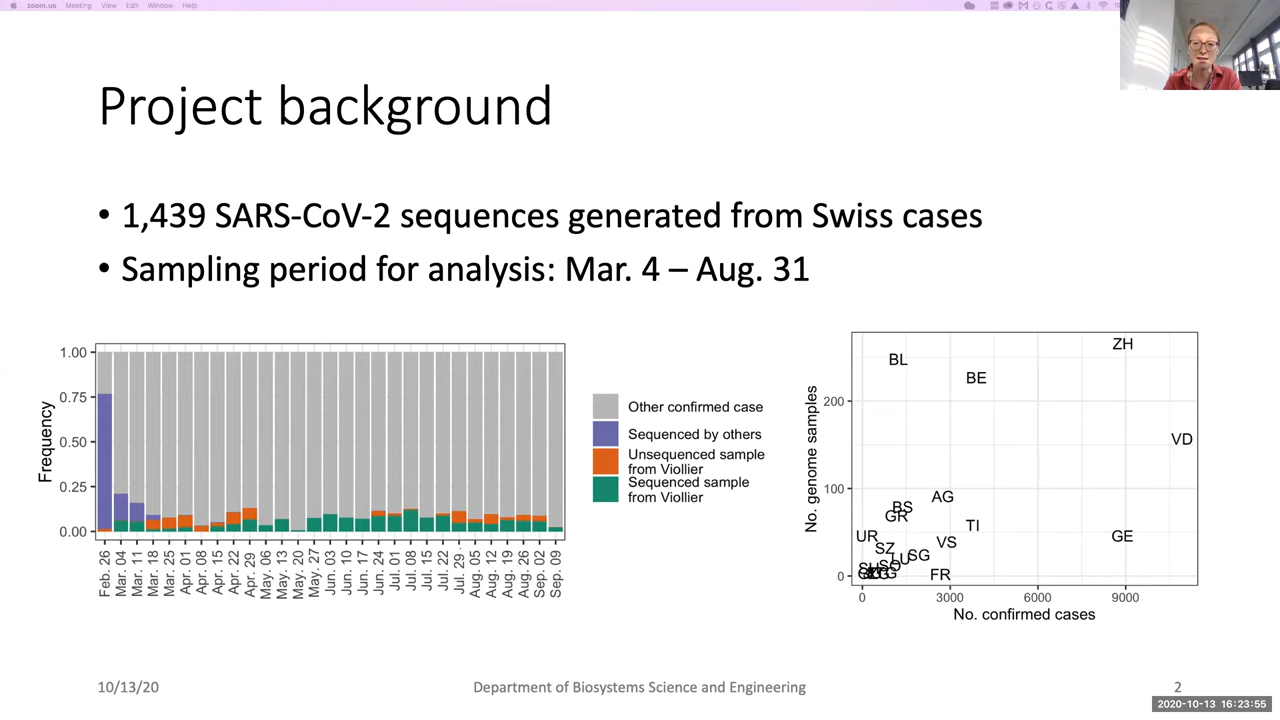 zoom.us Meeting View Edit Window Help
Project background
• 1,439 SARS-CoV-2 sequences generated from Swiss cases
• Sampling period for analysis: Mar. 4 – Aug. 31
Frequency
1.00
0.75
0.50
0.25
0.00
Feb. 26
Mar. 04
Mar. 11
Mar. 18
Mar. 25
Apr. 01
Apr. 08
Apr. 15
Apr. 22
Apr. 29
May. 06
May. 13
May. 20
May. 27
Jun. 03
Jun. 10
Jun. 17
Jun. 24
Jul. 01
Jul. 08
Jul. 15
Jul. 22
Jul. 29
Aug. 05
Aug. 12
Aug. 19
Aug. 26
Sep. 02
Sep. 09
Other confirmed case
Sequenced by others
Unsequenced sample
from Viollier
Sequenced sample
from Viollier
No. genome samples
200
100
0
ZH
BL
BE
VD
AG
BS
GR
TI
UR
GE
VS
SZ
SG
LU
SO
FR
0 3000 6000 9000
No. confirmed cases
10/13/20 Department of Biosystems Science and Engineering 2
2020-10-13 16:23:55